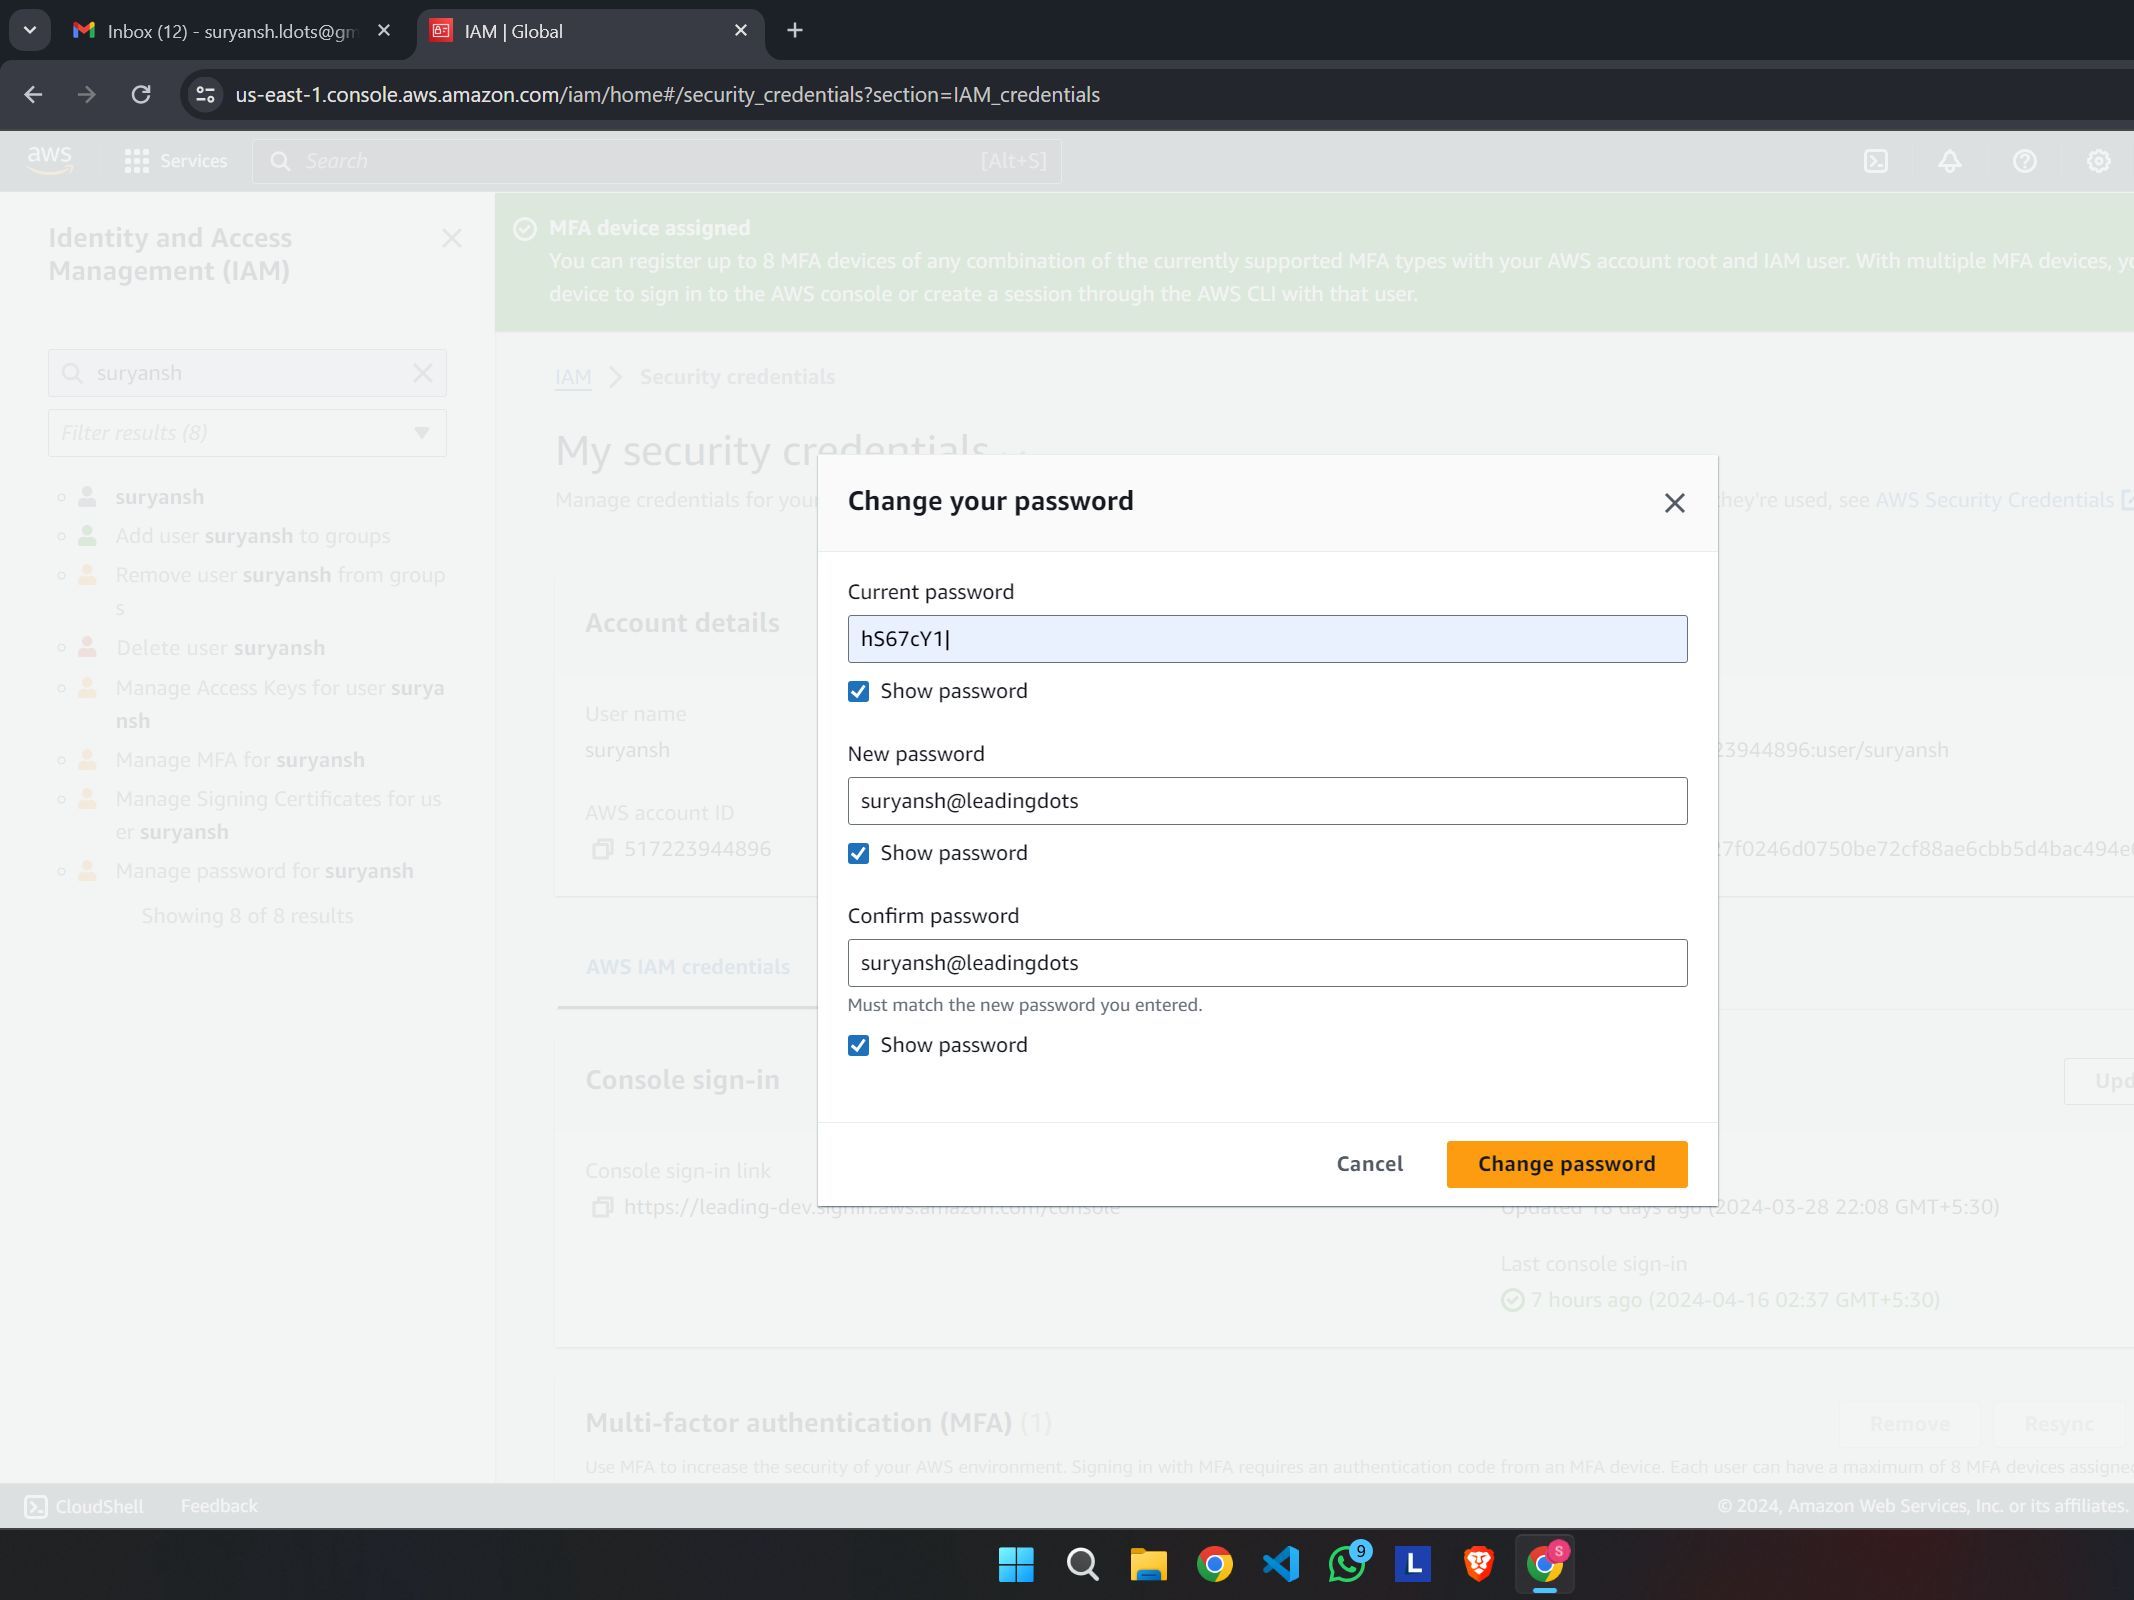 Inbox (12) - suryansh.ldots@gm
IAM | Global
us-east-1.console.aws.amazon.com/iam/home#/security_credentials?section=IAM_credentials
aws
Services
Search
[Alt+S]
Identity and Access
Management (IAM)
suryansh
Filter results (8)
suryansh
Add user suryansh to groups
Remove user suryansh from group
s
Delete user suryansh
Manage Access Keys for user surya
nsh
Manage MFA for suryansh
Manage Signing Certificates for us
er suryansh
Manage password for suryansh
Showing 8 of 8 results
MFA device assigned
You can register up to 8 MFA devices of any combination of the currently supported MFA types with your AWS account root and IAM user. With multiple MFA devices, yo
device to sign in to the AWS console or create a session through the AWS CLI with that user.
IAM
Security credentials
My security credentials
Manage credentials for your
they're used, see AWS Security Credentials
Account details
User name
suryansh
23944896:user/suryansh
AWS account ID
517223944896
27f0246d0750be72cf88ae6cbb5d4bac494e
AWS IAM credentials
Console sign-in
Upd
Console sign-in link
https://leading-dev.signin.aws.amazon.com/console
Updated 18 days ago (2024-03-28 22:08 GMT+5:30)
Last console sign-in
7 hours ago (2024-04-16 02:37 GMT+5:30)
Multi-factor authentication (MFA) (1)
Remove
Resync
Use MFA to increase the security of your AWS environment. Signing in with MFA requires an authentication code from an MFA device. Each user can have a maximum of 8 MFA devices assigned
Change your password
Current password
hS67cY1|
Show password
New password
suryansh@leadingdots
Show password
Confirm password
suryansh@leadingdots
Must match the new password you entered.
Show password
Cancel
Change password
CloudShell
Feedback
© 2024, Amazon Web Services, Inc. or its affiliates.
9
L
S